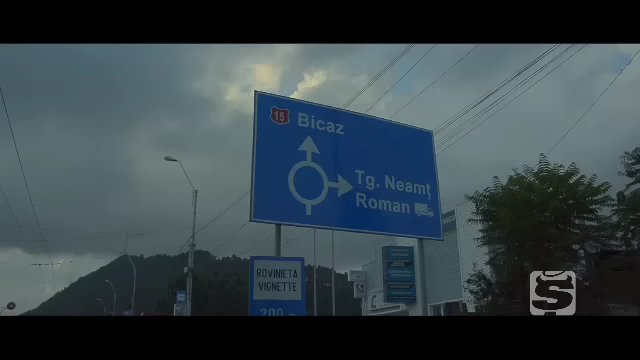 15 Bicaz
Tg. Neamț
Roman
ROVINIETA
VIGNETTE
200 m
S